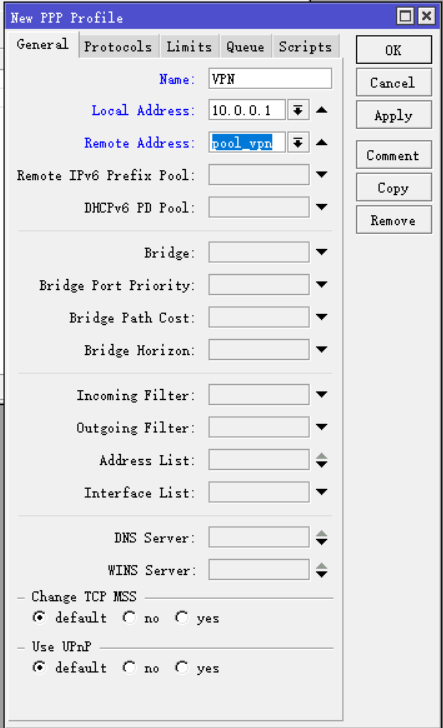 New PPP Profile
General Protocols Limits Queue Scripts
Name: VPN
Local Address: 10.0.0.1
Remote Address: pool_vpn
Remote IPv6 Prefix Pool:
DHCPv6 PD Pool:
Bridge:
Bridge Port Priority:
Bridge Path Cost:
Bridge Horizon:
Incoming Filter:
Outgoing Filter:
Address List:
Interface List:
DNS Server:
WINS Server:
Change TCP MSS
default no yes
Use UPnP
default no yes
OK
Cancel
Apply
Comment
Copy
Remove